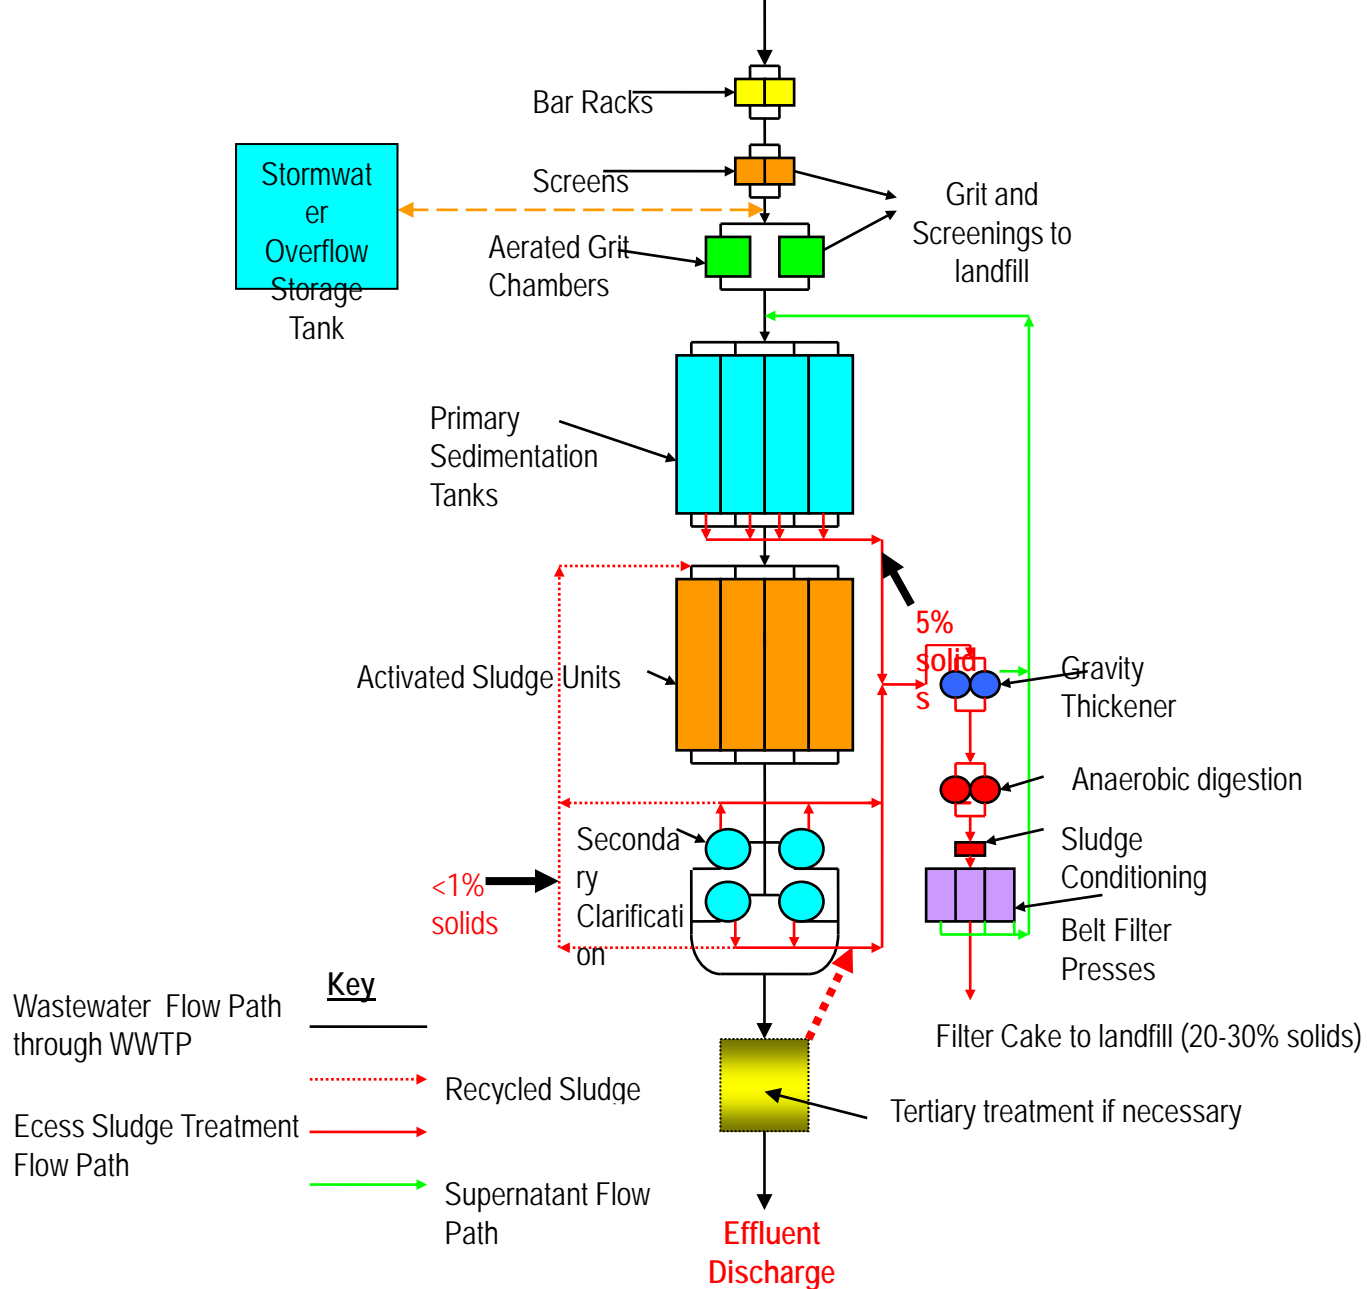 Bar Racks
Screens
Stormwat
er
Overflow
Storage
Tank
Grit and
Screenings to
landfill
Aerated Grit
Chambers
Primary
Sedimentation
Tanks
5%
solid
s
Gravity
Thickener
Activated Sludge Units
Anaerobic digestion
Seconda
ry
Clarificati
on
Sludge
Conditioning
<1%
solids
Belt Filter
Presses
Key
Wastewater Flow Path
through WWTP
Filter Cake to landfill (20-30% solids)
Recycled Sludge
Tertiary treatment if necessary
Ecess Sludge Treatment
Flow Path
Supernatant Flow
Path
Effluent
Discharge